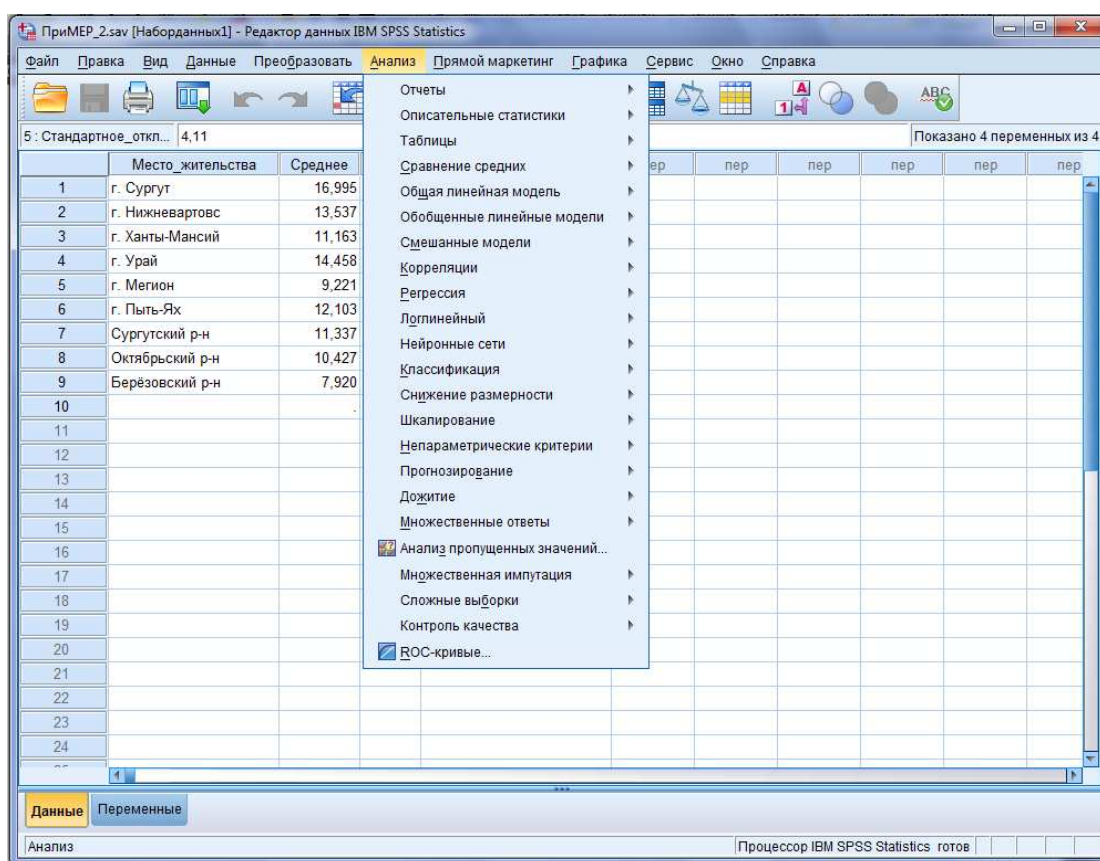 ПриМЕР_2.sav [Наборданных1] - Редактор данных IBM SPSS Statistics
Файл Правка Вид Данные Преобразовать Анализ Прямой маркетинг Графика Сервис Окно Справка
5 : Стандартное_откл... 4,11
Показано 4 переменных из 4
Место_жительства Среднее ер пер пер пер пер пер
1 г. Сургут 16,995
2 г. Нижневартовс 13,537
3 г. Ханты-Мансий 11,163
4 г. Урай 14,458
5 г. Мегион 9,221
6 г. Пыть-Ях 12,103
7 Сургутский р-н 11,337
8 Октябрьский р-н 10,427
9 Берёзовский р-н 7,920
10 .
11
12
13
14
15
16
17
18
19
20
21
22
23
24
Отчеты
Описательные статистики
Таблицы
Сравнение средних
Общая линейная модель
Обобщенные линейные модели
Смешанные модели
Корреляции
Регрессия
Логлинейный
Нейронные сети
Классификация
Снижение размерности
Шкалирование
Непараметрические критерии
Прогнозирование
Дожитие
Множественные ответы
Анализ пропущенных значений...
Множественная импутация
Сложные выборки
Контроль качества
ROC-кривые...
Данные Переменные
Анализ
Процессор IBM SPSS Statistics готов